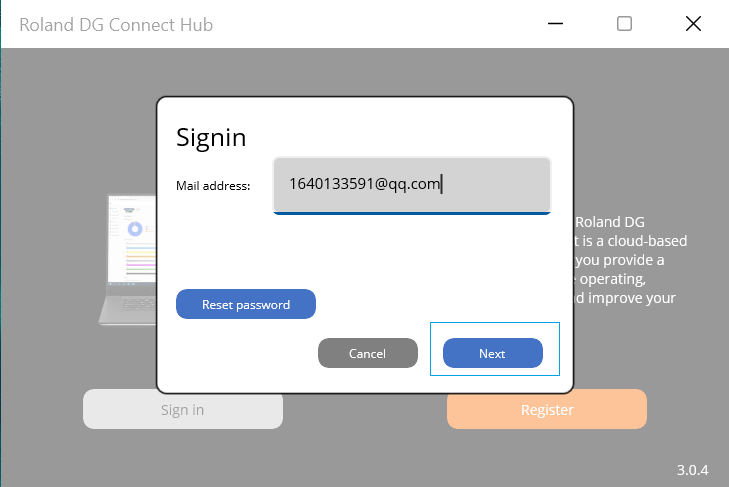 Roland DG Connect Hub
Signin
Mail address:
1640133591@qq.com
Roland DG
t is a cloud-based
you provide a
operating,
d improve your
Reset password
Cancel
Next
Sign in
Register
3.0.4